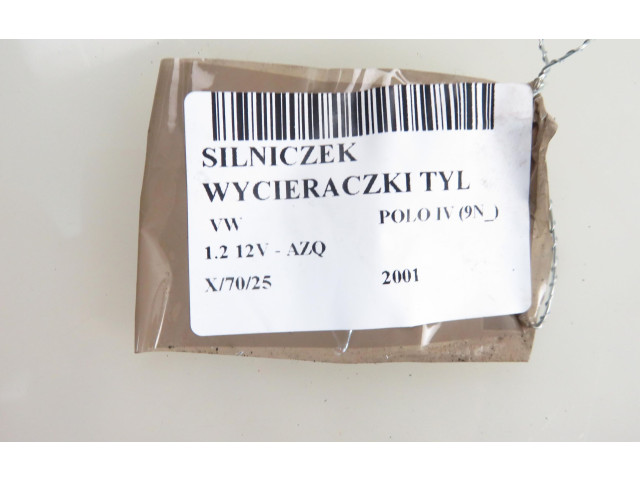 SILNICZEK
WYCIERACZKI TYL
VW POLO IV (9N_)
1.2 12V - AZQ
X/70/25 2001